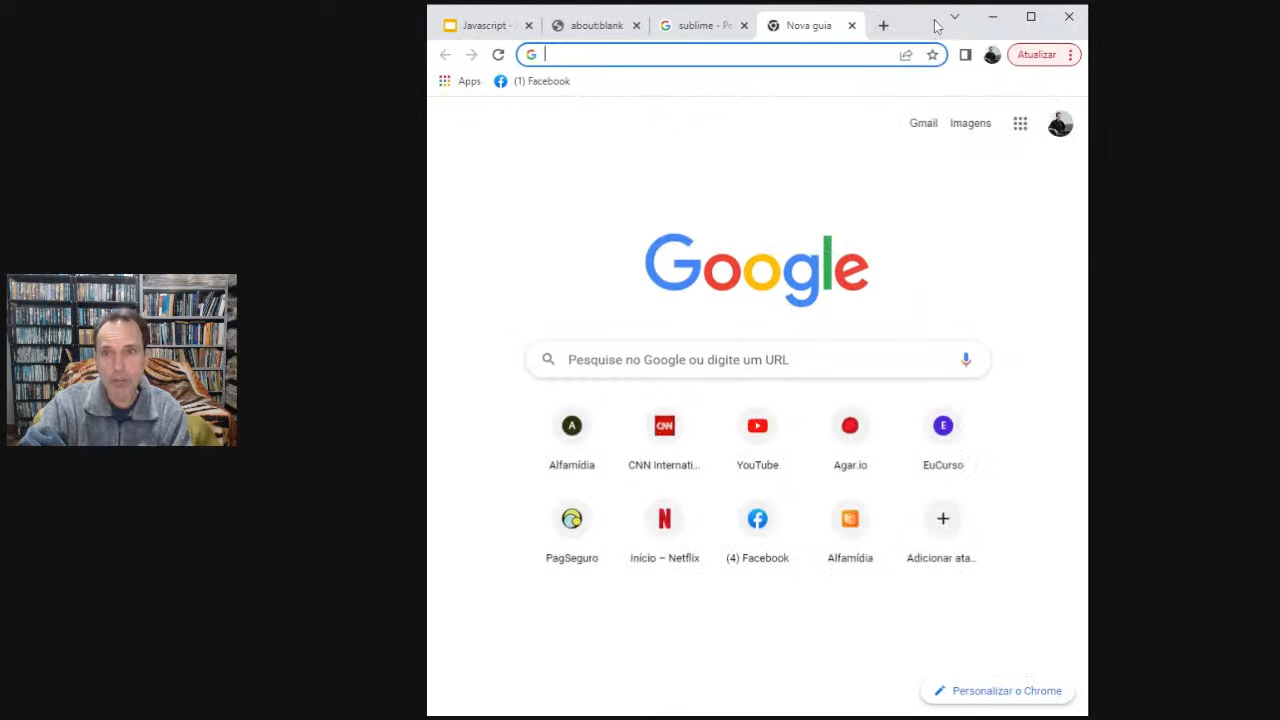 Javascript -
about:blank
sublime - Pe
Nova guia
Atualizar
Apps
(1) Facebook
Gmail
Imagens
Google
Pesquise no Google ou digite um URL
A
CNN
E
Alfamídia
CNN Internati...
YouTube
Agar.io
EuCurso
N
PagSeguro
Início – Netflix
(4) Facebook
Alfamídia
Adicionar ata...
Personalizar o Chrome